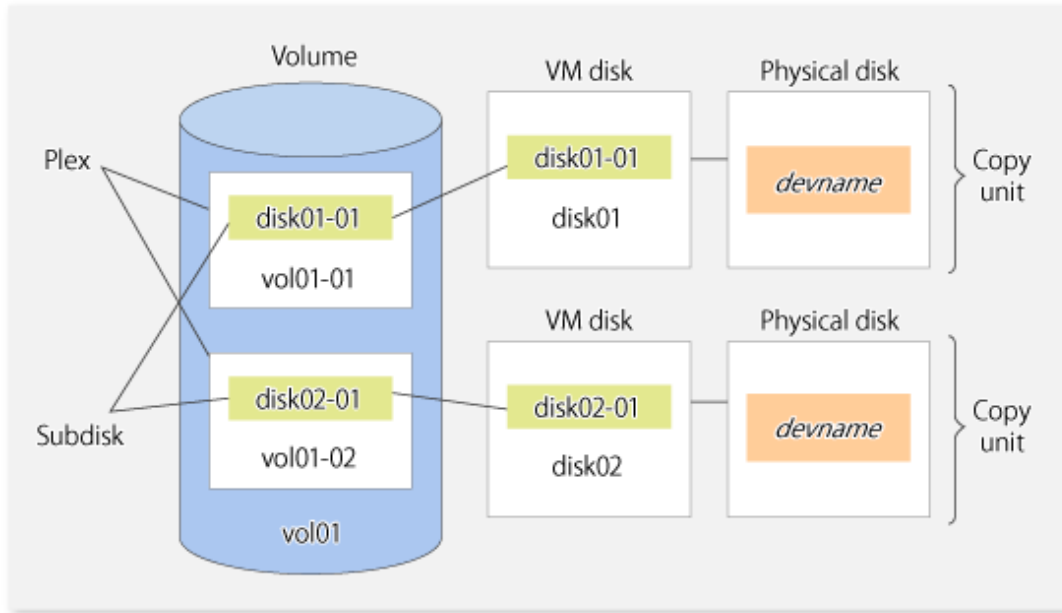 Volume
VM disk
Physical disk
Plex
disk01-01
vol01-01
disk01-01
disk01
devname
Copy
unit
VM disk
Physical disk
Subdisk
disk02-01
vol01-02
disk02-01
disk02
devname
Copy
unit
vol01